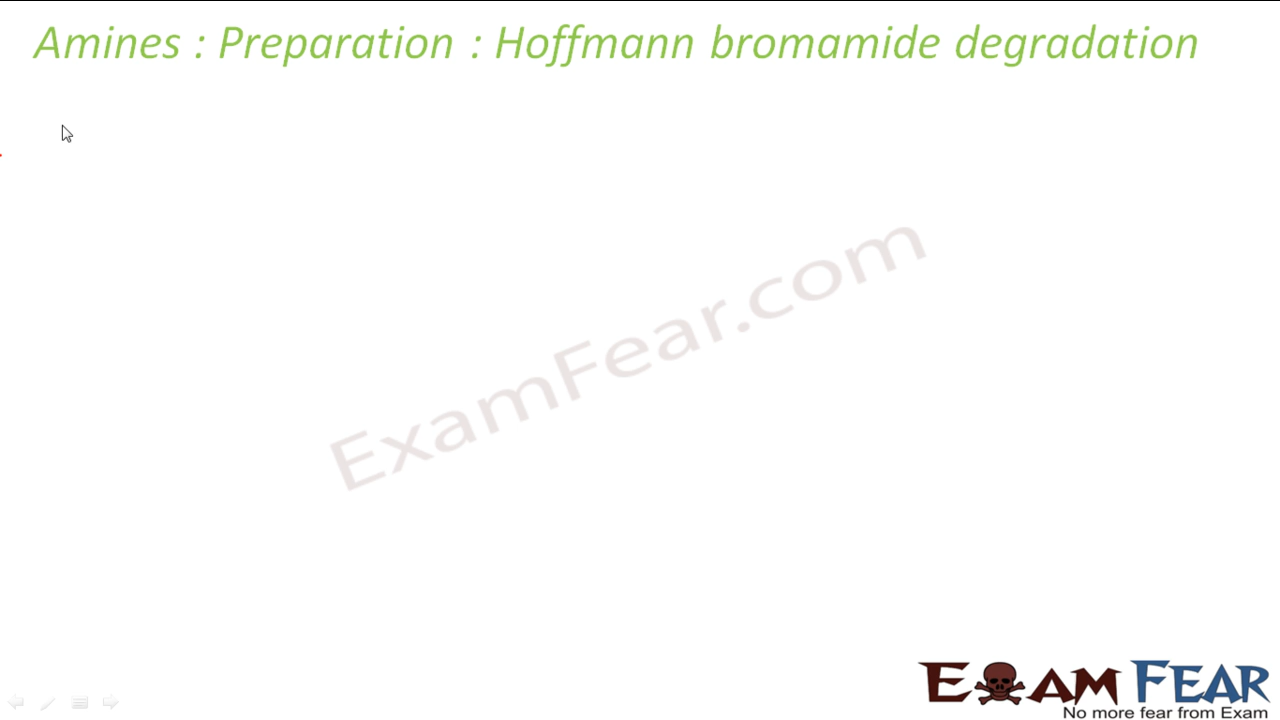 Amines : Preparation : Hoffmann bromamide degradation
ExamFear.com
EXAM FEAR
No more fear from Exam